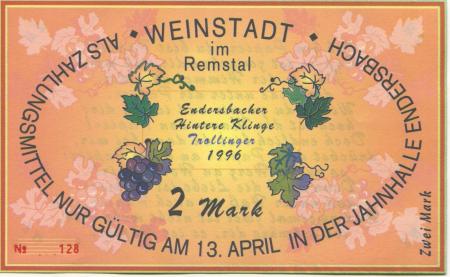 • WEINSTADT •
im
Remstal
ALS ZAHLUNGSMITTEL NUR GÜLTIG AM 13. APRIL IN DER JAHNHALLE ENDERSBACH
Endersbacher
Hintere Klinge
Trollinger
1996
2 Mark
Zwei Mark
No 128